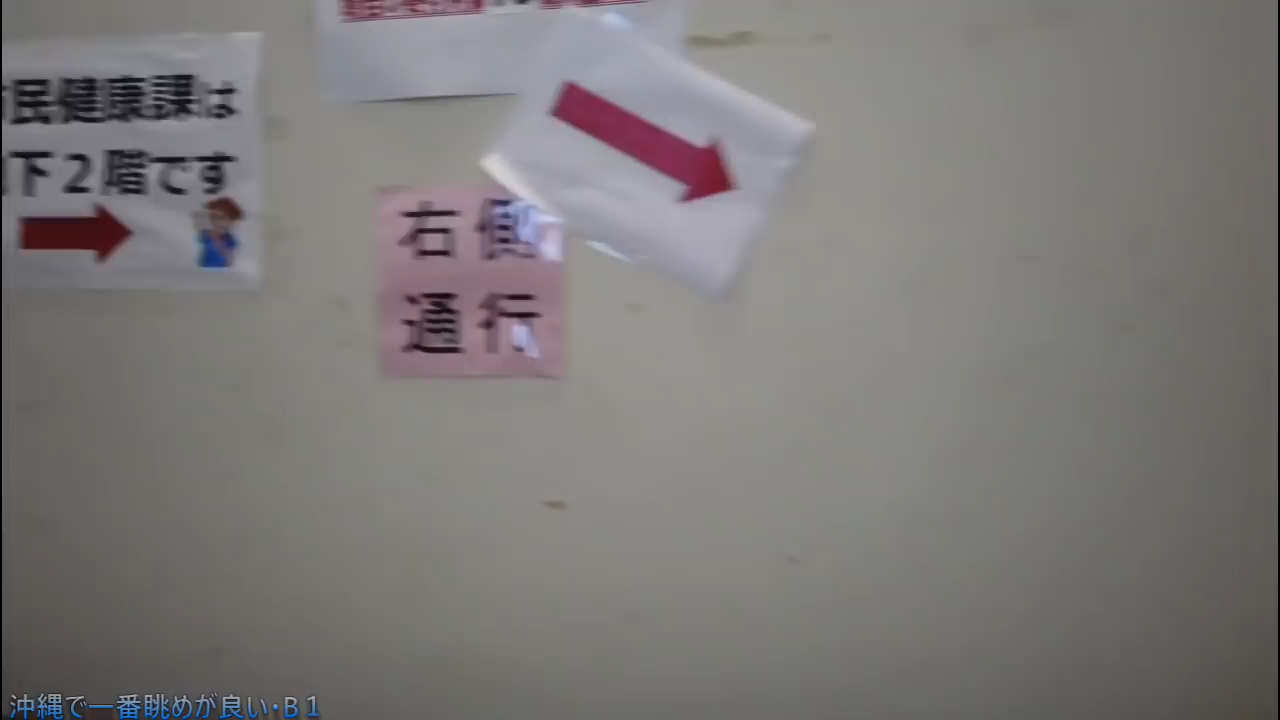 民健康課は
下2階です
右側
通行
沖縄で一番眺めが良い・B1